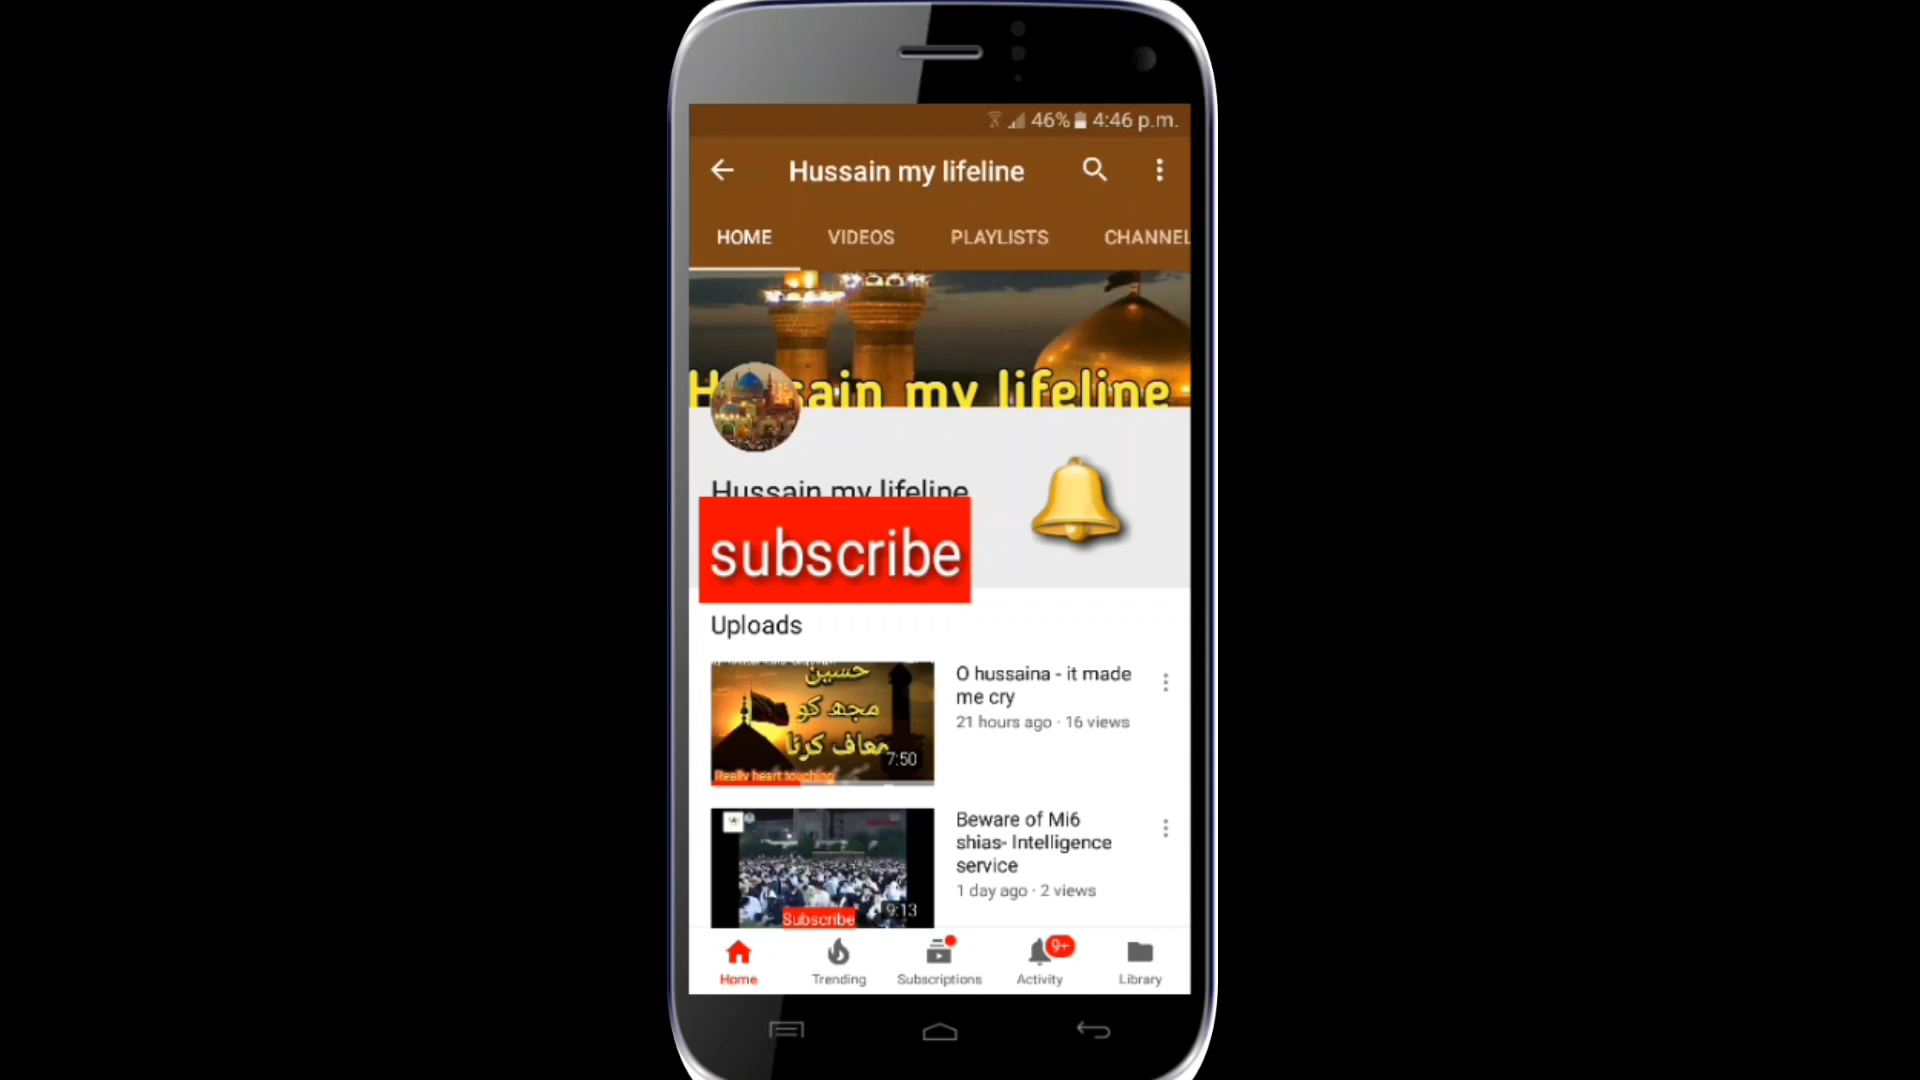 46% 4:46 p.m.
Hussain my lifeline
HOME VIDEOS PLAYLISTS CHANNEL
sain my lifeline
Hussain my lifeline
subscribe
Uploads
حسین
مجھ کو
معاف کرنا
7:50
Really heart touching
O hussaina - it made
me cry
21 hours ago · 16 views
Beware of Mi6
shias- Intelligence
service
1 day ago · 2 views
Subscribe
9:13
9+
Home Trending Subscriptions Activity Library